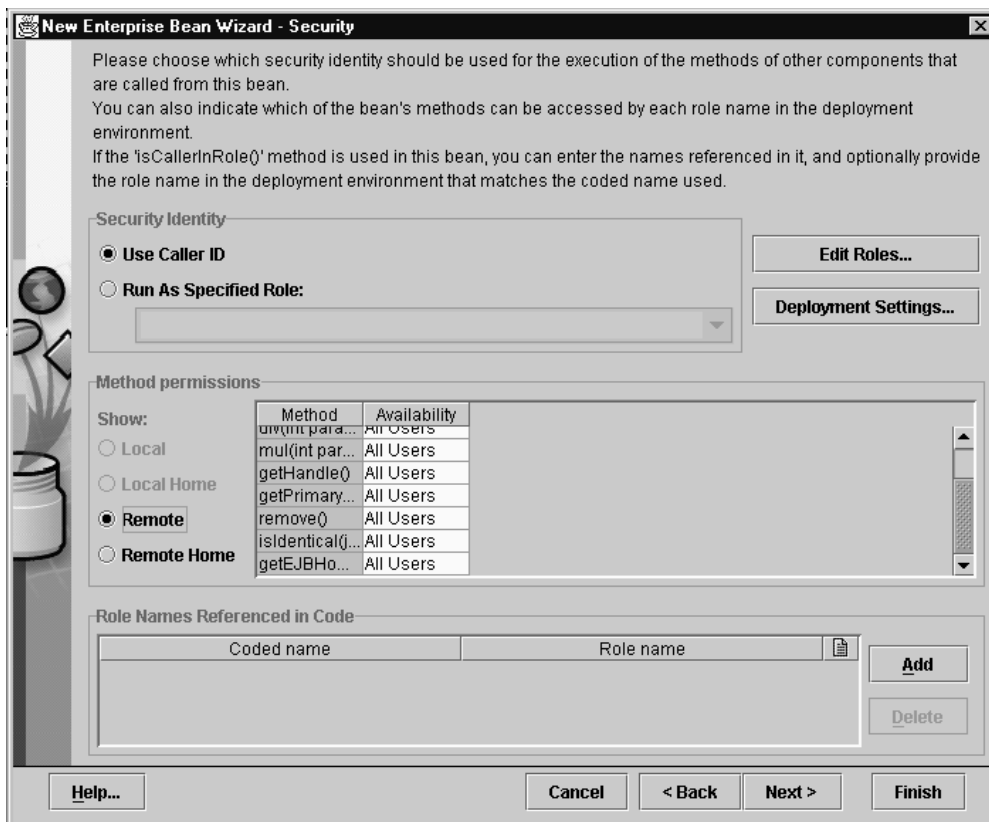 New Enterprise Bean Wizard - Security
Please choose which security identity should be used for the execution of the methods of other components that
are called from this bean.
You can also indicate which of the bean's methods can be accessed by each role name in the deployment
environment.
If the 'isCallerInRole()' method is used in this bean, you can enter the names referenced in it, and optionally provide
the role name in the deployment environment that matches the coded name used.
Security Identity
Use Caller ID
Run As Specified Role:
Edit Roles...
Deployment Settings...
Method permissions
Show:
Local
Local Home
Remote
Remote Home
Method Availability
div(int para... All Users
mul(int par... All Users
getHandle() All Users
getPrimary... All Users
remove() All Users
isIdentical(j... All Users
getEJBHo... All Users
Role Names Referenced in Code
Coded name Role name
Add
Delete
Help... Cancel < Back Next > Finish